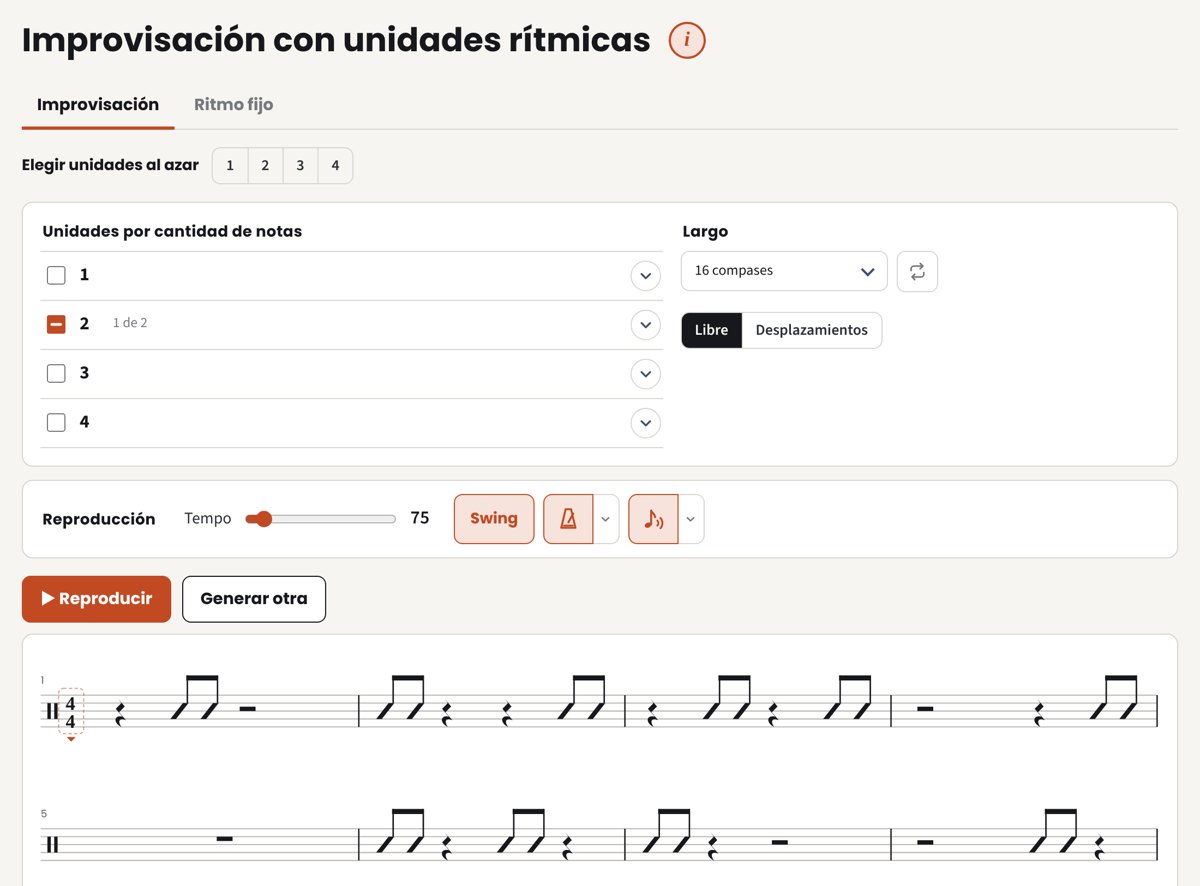 Improvisación con unidades rítmicas i
Improvisación Ritmo fijo
Elegir unidades al azar 1 2 3 4
Unidades por cantidad de notas
1
2 1 de 2
3
4
Largo
16 compases
Libre Desplazamientos
Reproducción Tempo 75 Swing
Reproducir Generar otra
1
4
4
5